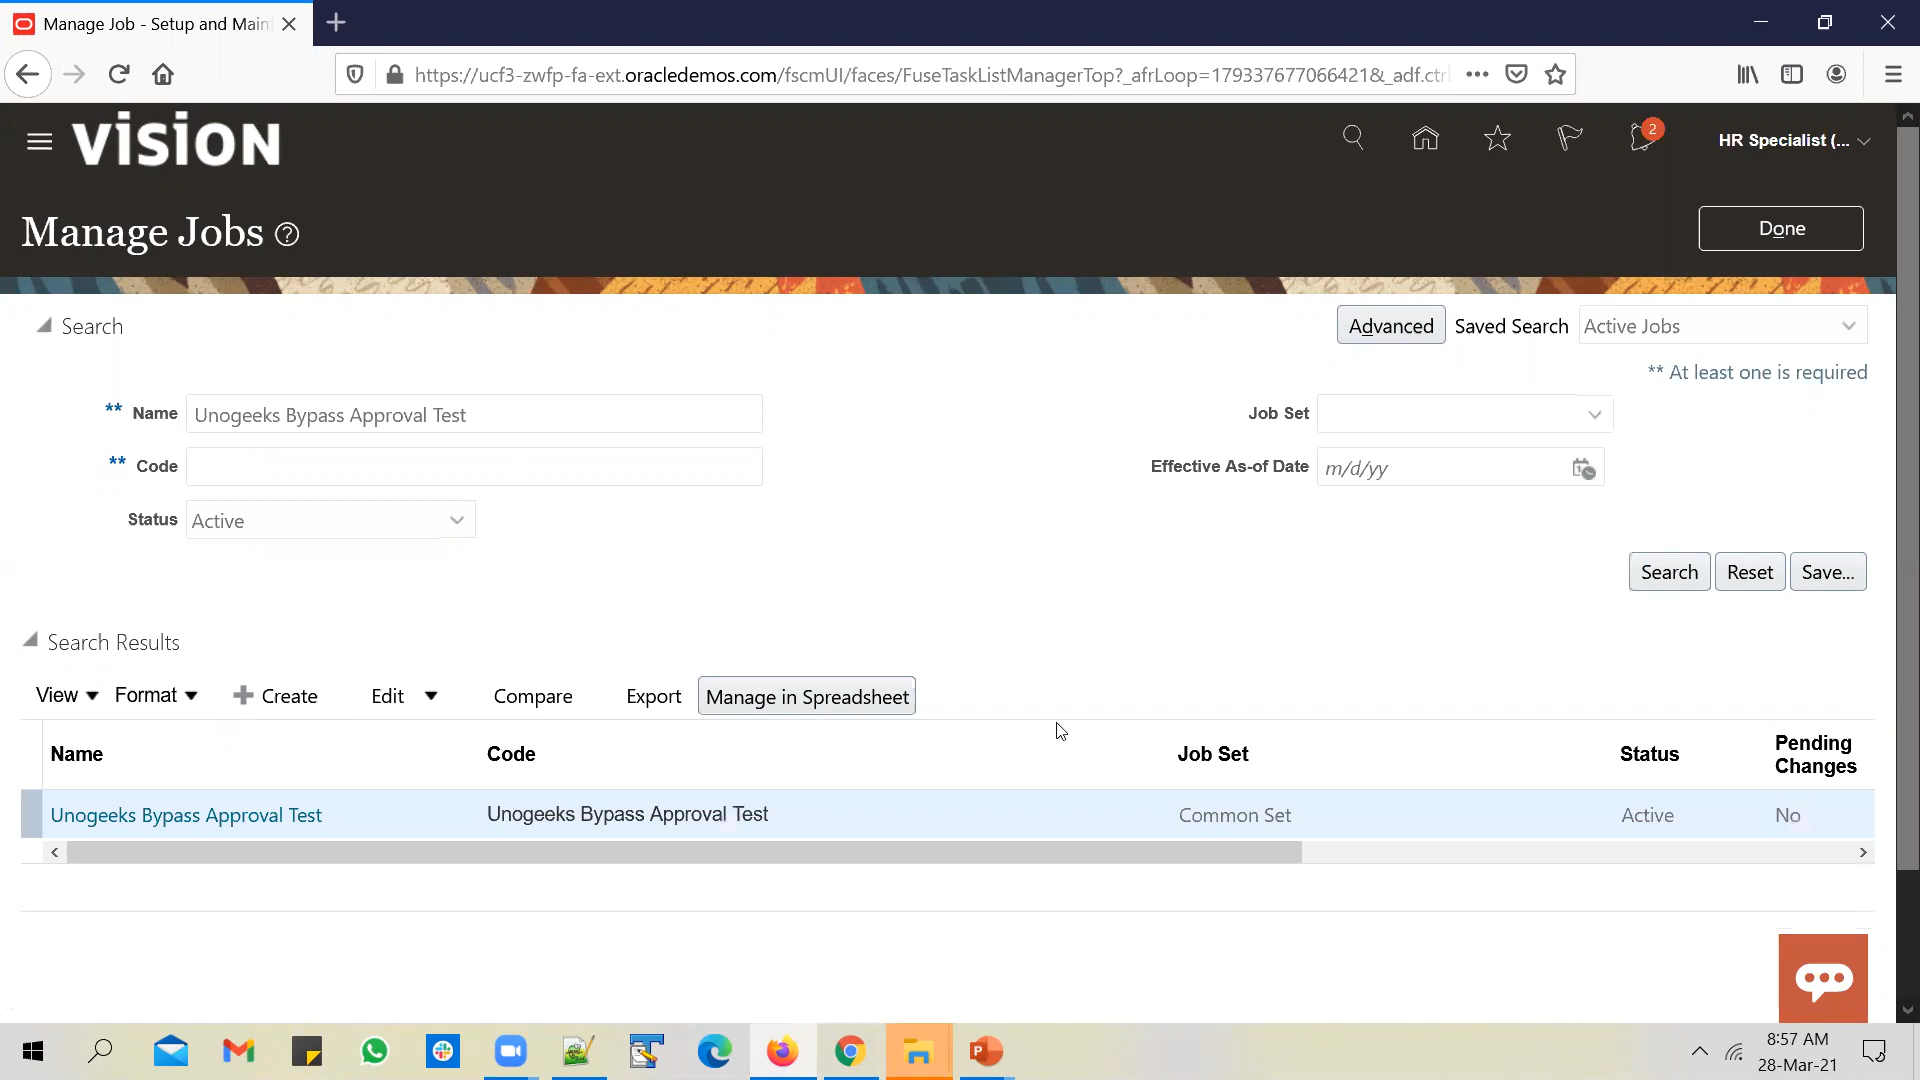 Manage Job - Setup and Main
https://ucf3-zwfp-fa-ext.oracledemos.com/fscmUI/faces/FuseTaskListManagerTop?_afrLoop=17933767706642​1&_adf.ctr
VISION
2
HR Specialist (...
Manage Jobs ?
Done
Search
Advanced Saved Search Active Jobs
** At least one is required
** Name Unogeeks Bypass Approval Test
Job Set
** Code
Effective As-of Date m/d/yy
Status Active
Search Reset Save...
Search Results
View Format Create Edit Compare Export Manage in Spreadsheet
Name Code Job Set Status Pending Changes
Unogeeks Bypass Approval Test Unogeeks Bypass Approval Test Common Set Active No
8:57 AM
28-Mar-21